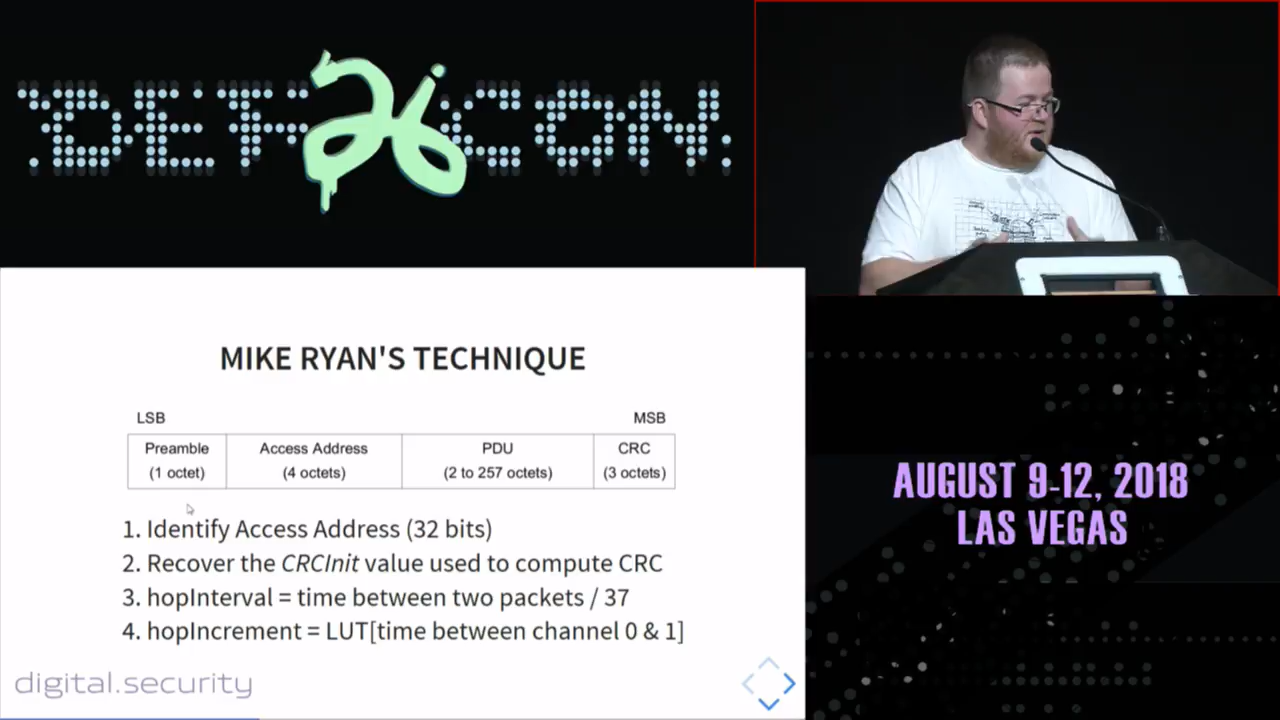 DEF 26 CON
MIKE RYAN'S TECHNIQUE
LSB MSB
Preamble Access Address PDU CRC
(1 octet) (4 octets) (2 to 257 octets) (3 octets)
1. Identify Access Address (32 bits)
2. Recover the CRCInit value used to compute CRC
3. hopInterval = time between two packets / 37
4. hopIncrement = LUT[time between channel 0 & 1]
digital.security
AUGUST 9-12, 2018
LAS VEGAS